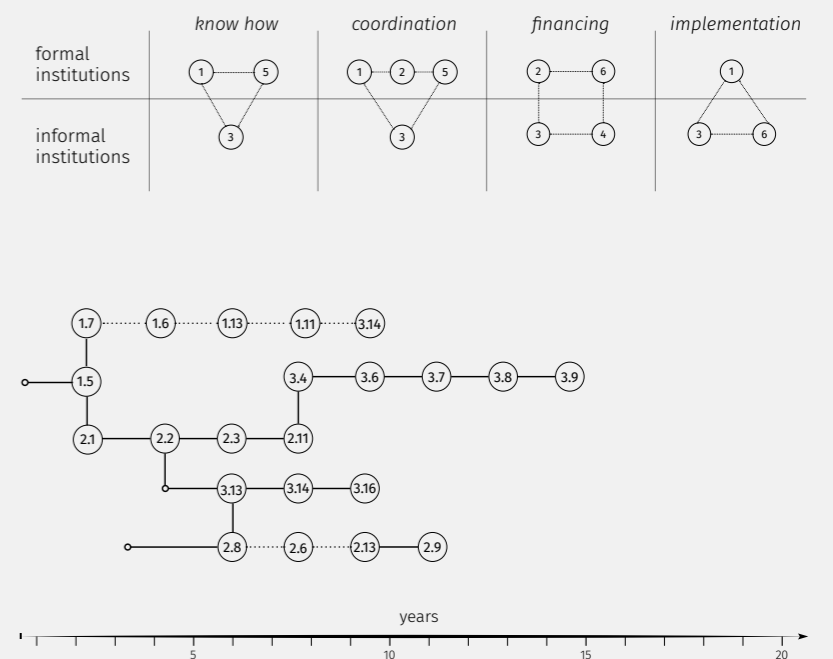 know how coordination financing implementation
formal
institutions
1 5 1 2 5 2 6 1
informal
institutions
3 3 3 4 3 6
1.7 1.6 1.13 1.11 3.14
1.5 3.4 3.6 3.7 3.8 3.9
2.1 2.2 2.3 2.11
3.13 3.14 3.16
2.8 2.6 2.13 2.9
years
5 10 15 20